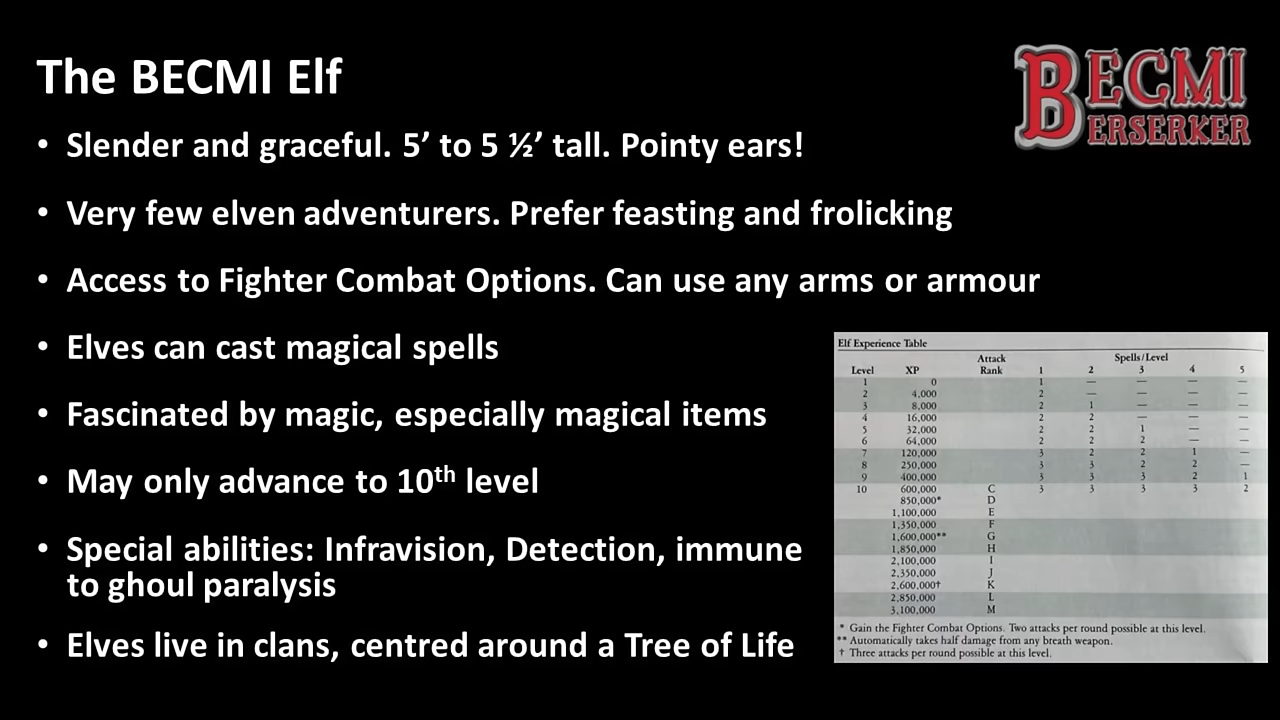 The BECMI Elf
BECMI
BERSERKER
• Slender and graceful. 5’ to 5 ½’ tall. Pointy ears!
• Very few elven adventurers. Prefer feasting and frolicking
• Access to Fighter Combat Options. Can use any arms or armour
• Elves can cast magical spells
• Fascinated by magic, especially magical items
• May only advance to 10th level
• Special abilities: Infravision, Detection, immune
to ghoul paralysis
• Elves live in clans, centred around a Tree of Life
Elf Experience Table
Attack Spells/Level
Level XP Rank 1 2 3 4 5
1 0 1 — — — —
2 4,000 2 — — — —
3 8,000 2 1 — — —
4 16,000 2 2 — — —
5 32,000 2 2 1 — —
6 64,000 2 2 2 — —
7 120,000 3 2 2 1 —
8 250,000 3 3 2 2 —
9 400,000 3 3 3 2 1
10 600,000 C 3 3 3 3 2
850,000* D
1,100,000 E
1,350,000 F
1,600,000** G
1,850,000 H
2,100,000 I
2,350,000 J
2,600,000† K
2,850,000 L
3,100,000 M
* Gain the Fighter Combat Options. Two attacks per round possible at this level.
** Automatically takes half damage from any breath weapon.
† Three attacks per round possible at this level.